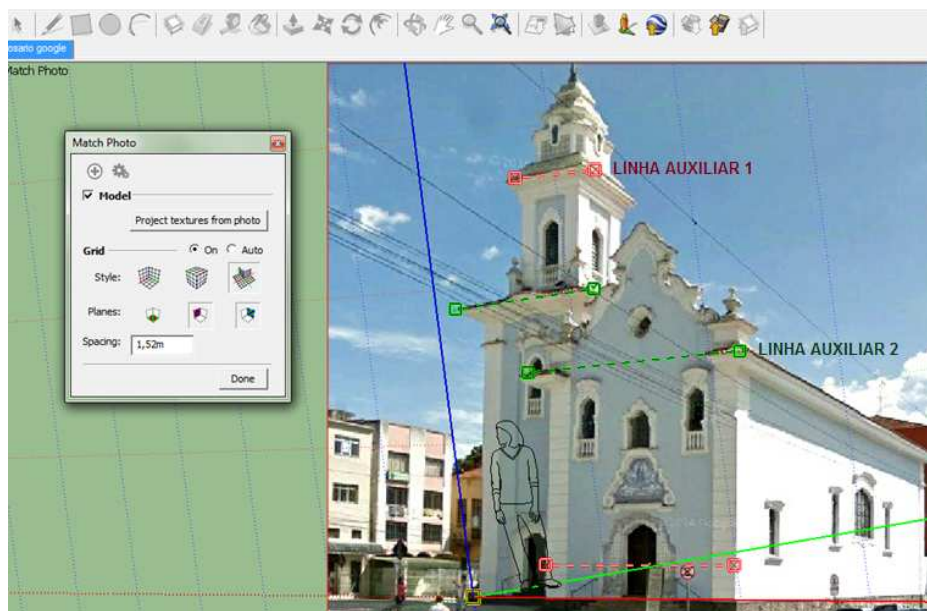 osario google
Match Photo
Match Photo
Model
Project textures from photo
Grid
On
Auto
Style:
Planes:
Spacing:
1,52m
Done
LINHA AUXILIAR 1
LINHA AUXILIAR 2